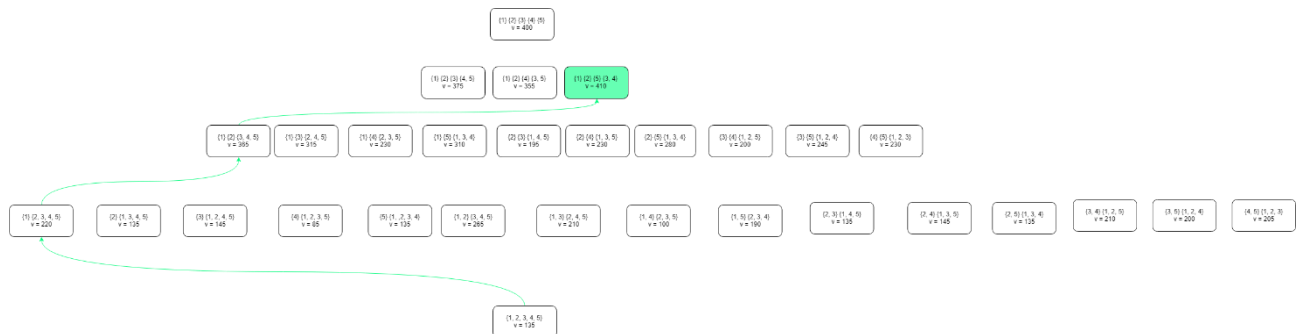 {1} {2} {3} {4} {5}
v = 400
{1} {2} {3} {4, 5}
v = 375
{1} {2} {4} {3, 5}
v = 355
{1} {2} {5} {3, 4}
v = 410
{1} {2} {3, 4, 5}
v = 365
{1} {3} {2, 4, 5}
v = 315
{1} {4} {2, 3, 5}
v = 230
{1} {5} {1, 3, 4}
v = 310
{2} {3} {1, 4, 5}
v = 195
{2} {4} {1, 3, 5}
v = 230
{2} {5} {1, 3, 4}
v = 280
{3} {4} {1, 2, 5}
v = 200
{3} {5} {1, 2, 4}
v = 245
{4} {5} {1, 2, 3}
v = 230
{1} {2, 3, 4, 5}
v = 220
{2} {1, 3, 4, 5}
v = 135
{3} {1, 2, 4, 5}
v = 145
{4} {1, 2, 3, 5}
v = 85
{5} {1, ,2, 3, 4}
v = 135
{1, 2} {3, 4, 5}
v = 265
{1, 3} {2, 4, 5}
v = 210
{1, 4} {2, 3, 5}
v = 100
{1, 5} {2, 3, 4}
v = 190
{2, 3} {1, 4, 5}
v = 135
{2, 4} {1, 3, 5}
v = 145
{2, 5} {1, 3, 4}
v = 135
{3, 4} {1, 2, 5}
v = 210
{3, 5} {1, 2, 4}
v = 200
{4, 5} {1, 2, 3}
v = 205
{1, 2, 3, 4, 5}
v = 135